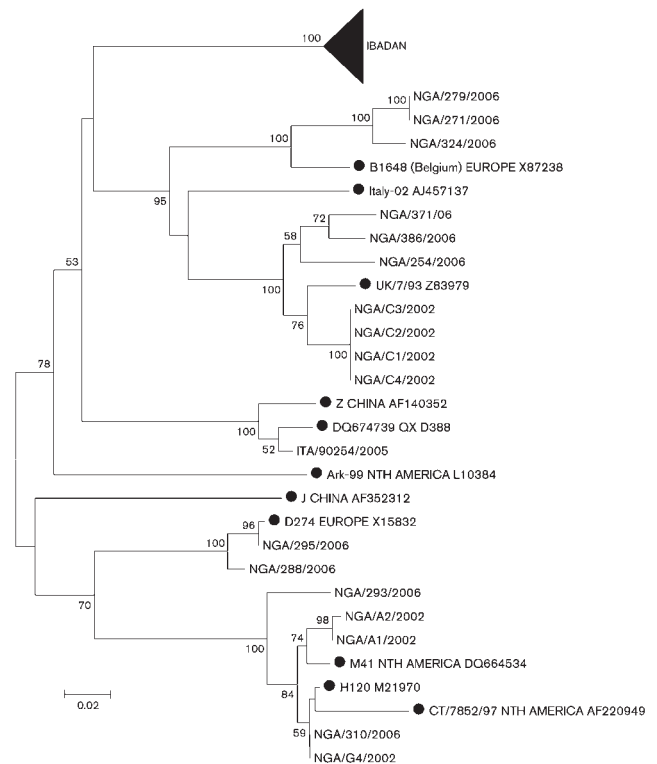 100 IBADAN
100 NGA/279/2006
100 NGA/271/2006
100 NGA/324/2006
B1648 (Belgium) EUROPE X87238
95 Italy-02 AJ457137
72 NGA/371/06
58 NGA/386/2006
NGA/254/2006
100 UK/7/93 Z83979
76 NGA/C3/2002
NGA/C2/2002
100 NGA/C1/2002
NGA/C4/2002
53
78
Z CHINA AF140352
100 DQ674739 QX D388
52 ITA/90254/2005
Ark-99 NTH AMERICA L10384
J CHINA AF352312
96 D274 EUROPE X15832
100 NGA/295/2006
NGA/288/2006
70 NGA/293/2006
98 NGA/A2/2002
74 NGA/A1/2002
100 M41 NTH AMERICA DQ664534
84 H120 M21970
CT/7852/97 NTH AMERICA AF220949
59 NGA/310/2006
NGA/G4/2002
0.02